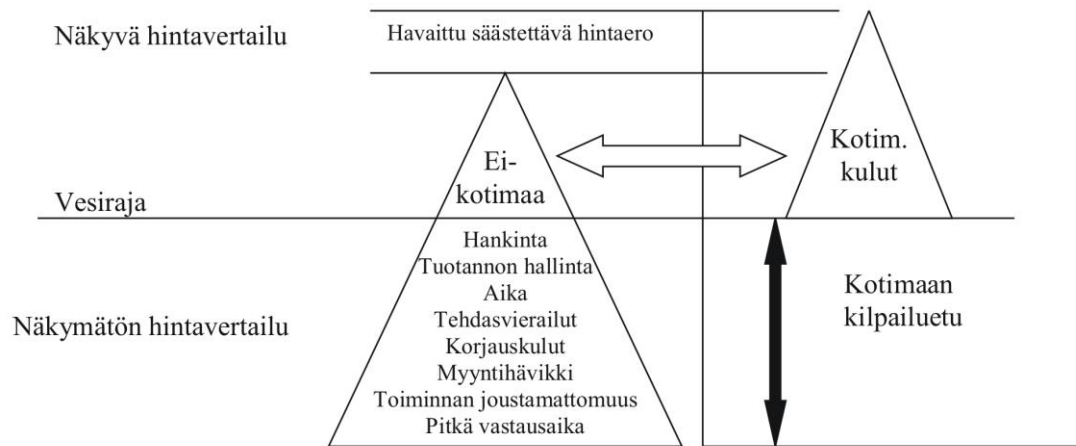 Näkyvä hintavertailu
Havaittu säästettävä hintaero
Ei-
kotimaa
Kotim.
kulut
Vesiraja
Hankinta
Tuotannon hallinta
Aika
Tehdasvierailut
Korjauskulut
Myyntihävikki
Toiminnan joustamattomuus
Pitkä vastausaika
Näkymätön hintavertailu
Kotimaan
kilpailuetu